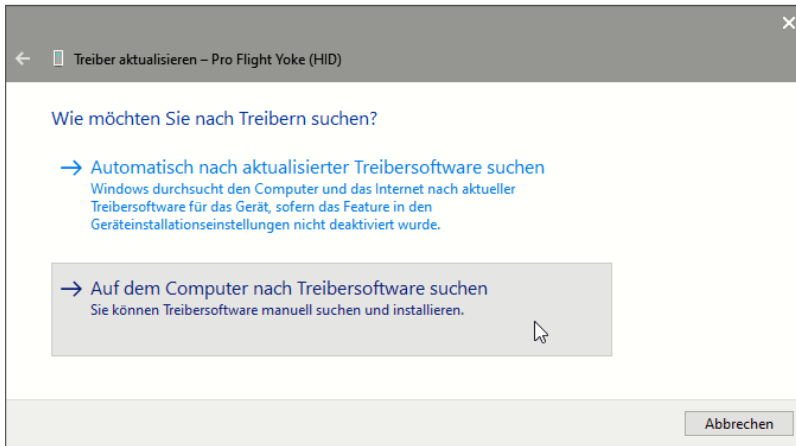 Treiber aktualisieren – Pro Flight Yoke (HID)
Wie möchten Sie nach Treibern suchen?
Automatisch nach aktualisierter Treibersoftware suchen
Windows durchsucht den Computer und das Internet nach aktueller
Treibersoftware für das Gerät, sofern das Feature in den
Geräteinstallationseinstellungen nicht deaktiviert wurde.
Auf dem Computer nach Treibersoftware suchen
Sie können Treibersoftware manuell suchen und installieren.
Abbrechen